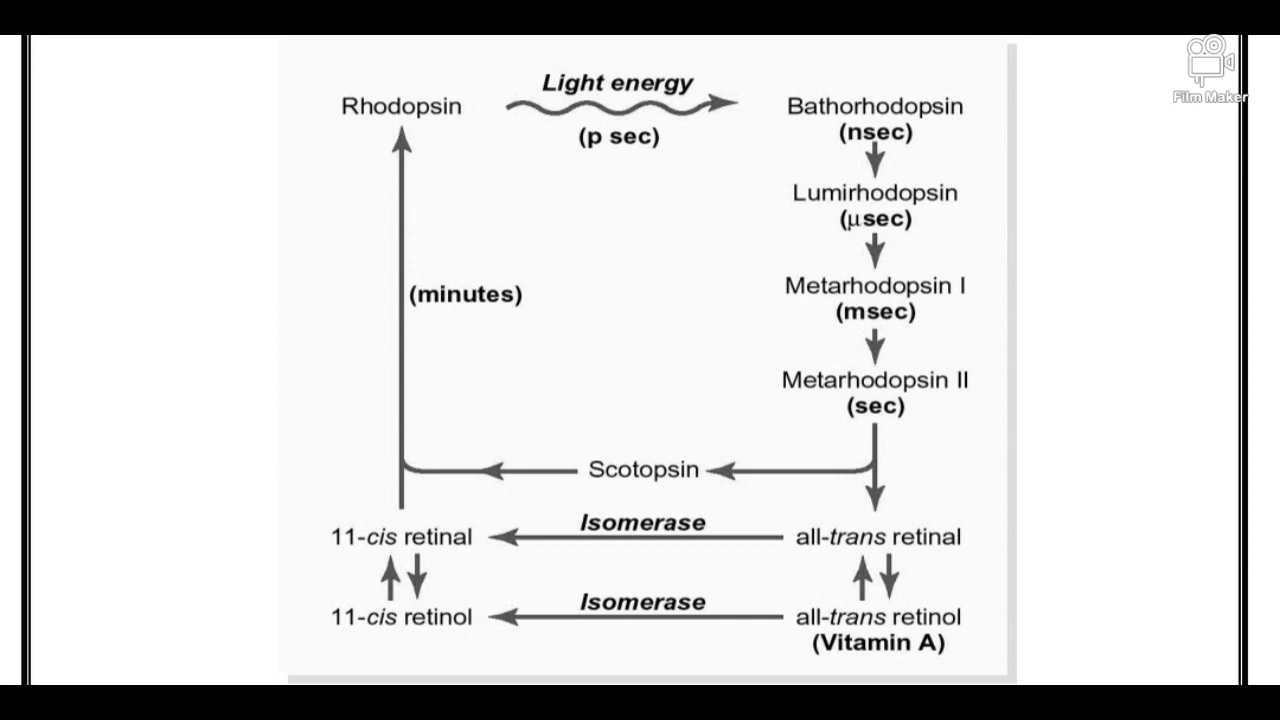 Light energy
Rhodopsin
Bathorhodopsin
(p sec)
(nsec)
Film Maker
Lumirhodopsin
(μsec)
(minutes)
Metarhodopsin I
(msec)
Metarhodopsin II
(sec)
Scotopsin
11-cis retinal
Isomerase
all-trans retinal
11-cis retinol
Isomerase
all-trans retinol
(Vitamin A)